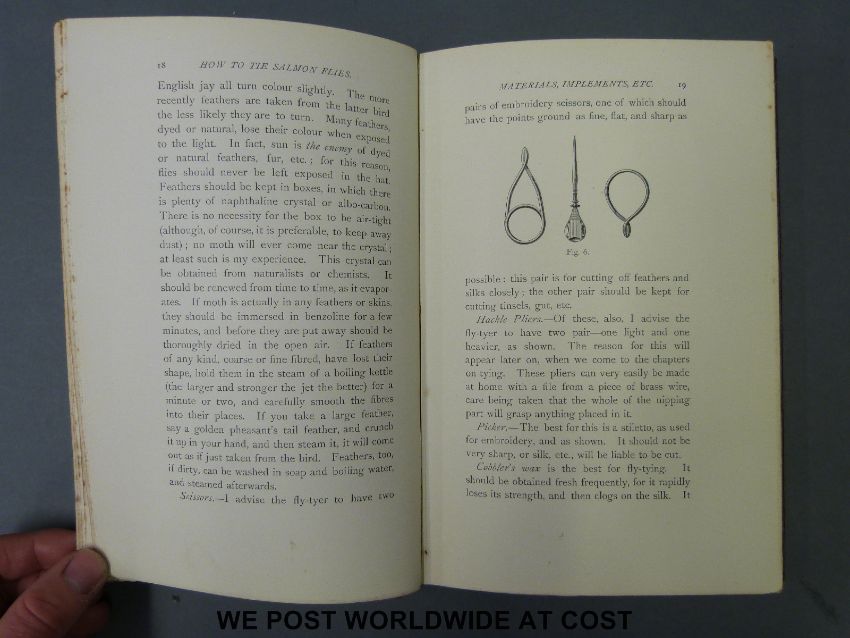 18 HOW TO TIE SALMON FLIES.
English jay all turn colour slightly. The more
recently feathers are taken from the latter bird
the less likely they are to turn. Many feathers,
dyed or natural, lose their colour when exposed
to the light. In fact, sun is the enemy of dyed
or natural feathers, fur, etc.; for this reason,
flies should never be left exposed in the hat.
Feathers should be kept in boxes, in which there
is plenty of naphthaline crystal or albo-carbon.
There is no necessity for the box to be air-tight
(although, of course, it is preferable, to keep away
dust); no moth will ever come near the crystal;
at least such is my experience. This crystal can
be obtained from naturalists or chemists. It
should be renewed from time to time, as it evapor-
ates. If moth is actually in any feathers or skins,
they should be immersed in benzoline for a few
minutes, and before they are put away should be
thoroughly dried in the open air. If feathers
of any kind, coarse or fine fibred, have lost their
shape, hold them in the steam of a boiling kettle
(the larger and stronger the jet the better) for a
minute or two, and carefully smooth the fibres
into their places. If you take a large feather,
say a golden pheasant's tail feather, and crunch
it up in your hand, and then steam it, it will come
out as if just taken from the bird. Feathers, too,
if dirty, can be washed in soap and boiling water,
and steamed afterwards.
Scissors.—I advise the fly-tyer to have two
MATERIALS, IMPLEMENTS, ETC. 19
pairs of embroidery scissors, one of which should
have the points ground as fine, flat, and sharp as
Fig. 6.
possible: this pair is for cutting off feathers and
silks closely; the other pair should be kept for
cutting tinsels, gut, etc.
Hackle Pliers.—Of these, also, I advise the
fly-tyer to have two pair—one light and one
heavier, as shown. The reason for this will
appear later on, when we come to the chapters
on tying. These pliers can very easily be made
at home with a file from a piece of brass wire,
care being taken that the whole of the nipping
part will grasp anything placed in it.
Picker.—The best for this is a stiletto, as used
for embroidery, and as shown. It should not be
very sharp, or silk, etc., will be liable to be cut.
Cobbler's wax is the best for fly-tying. It
should be obtained fresh frequently, for it rapidly
loses its strength, and then clogs on the silk. It
WE POST WORLDWIDE AT COST